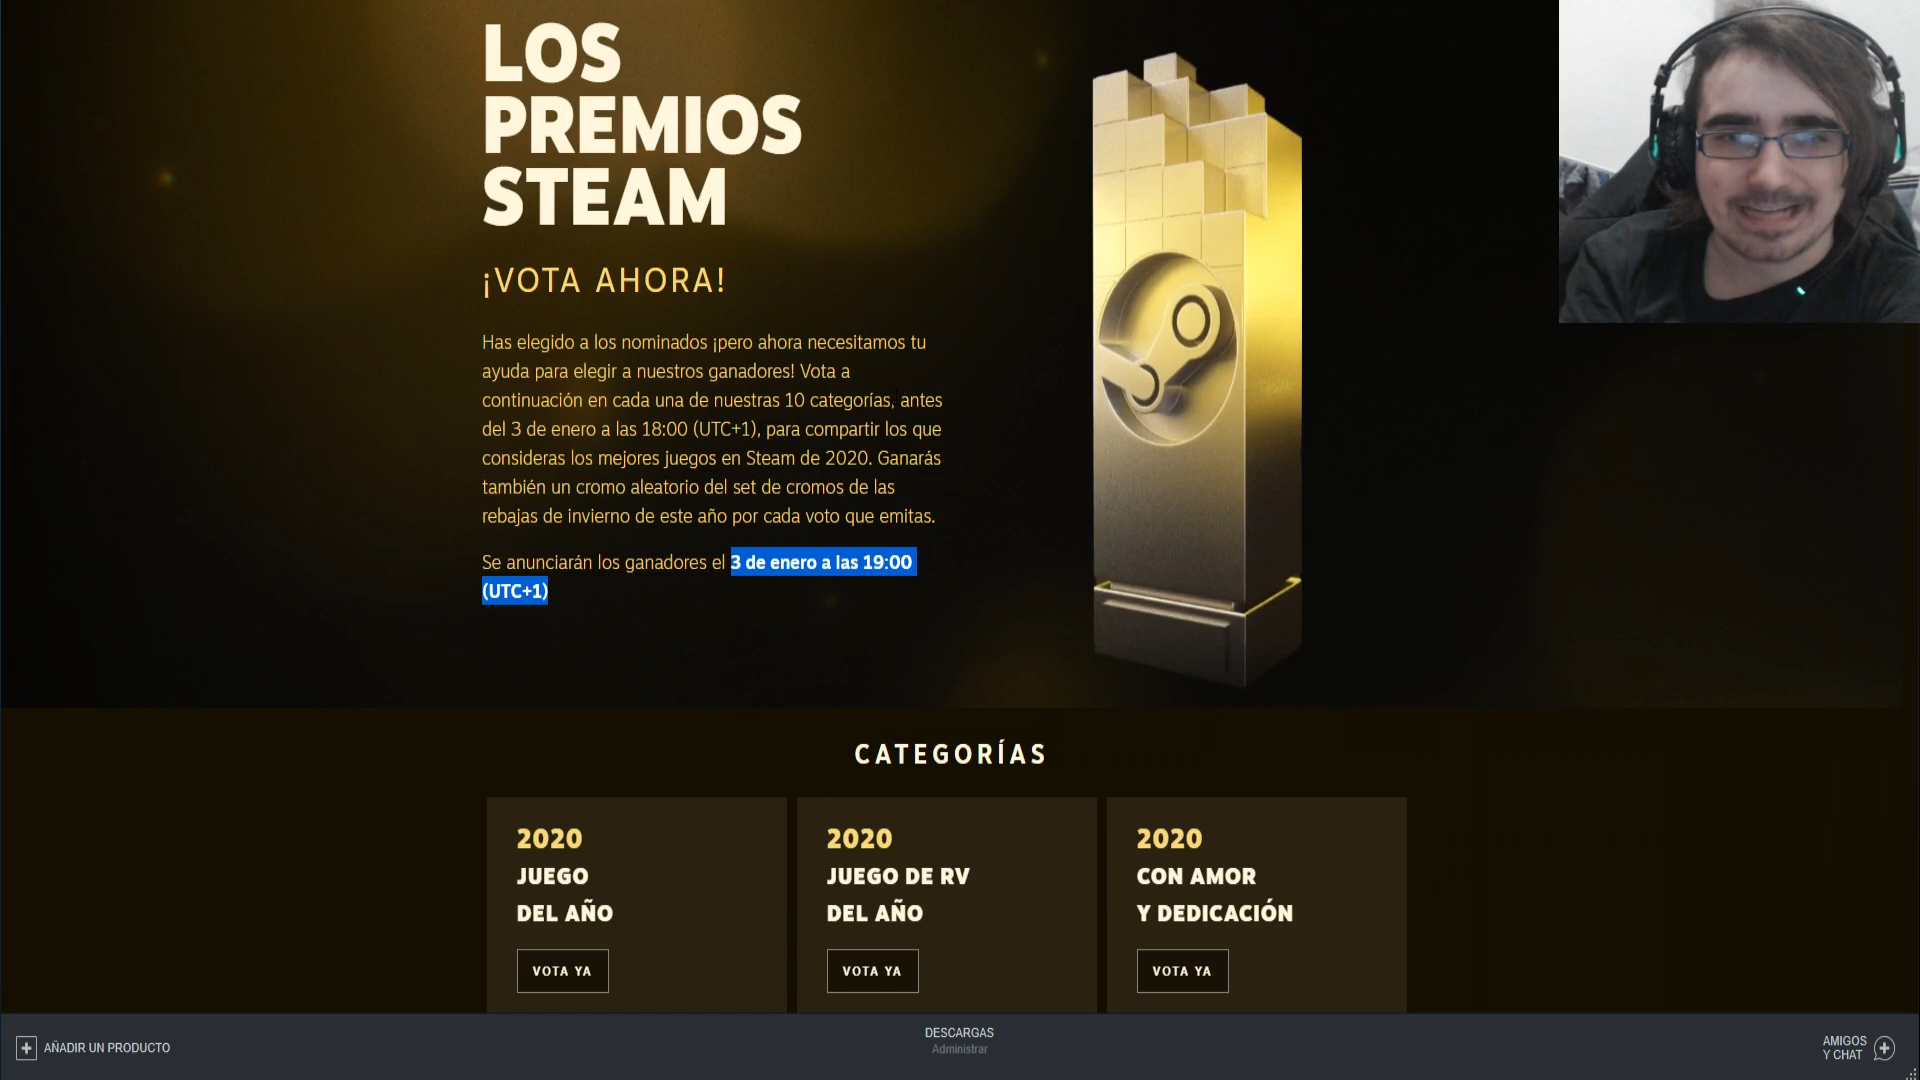 LOS
PREMIOS
STEAM
¡VOTA AHORA!
Has elegido a los nominados ¡pero ahora necesitamos tu
ayuda para elegir a nuestros ganadores! Vota a
continuación en cada una de nuestras 10 categorías, antes
del 3 de enero a las 18:00 (UTC+1), para compartir los que
consideras los mejores juegos en Steam de 2020. Ganarás
también un cromo aleatorio del set de cromos de las
rebajas de invierno de este año por cada voto que emitas.
Se anunciarán los ganadores el 3 de enero a las 19:00
(UTC+1)
CATEGORÍAS
2020
JUEGO
DEL AÑO
VOTA YA
2020
JUEGO DE RV
DEL AÑO
VOTA YA
2020
CON AMOR
Y DEDICACIÓN
VOTA YA
AÑADIR UN PRODUCTO
DESCARGAS
Administrar
AMIGOS
Y CHAT